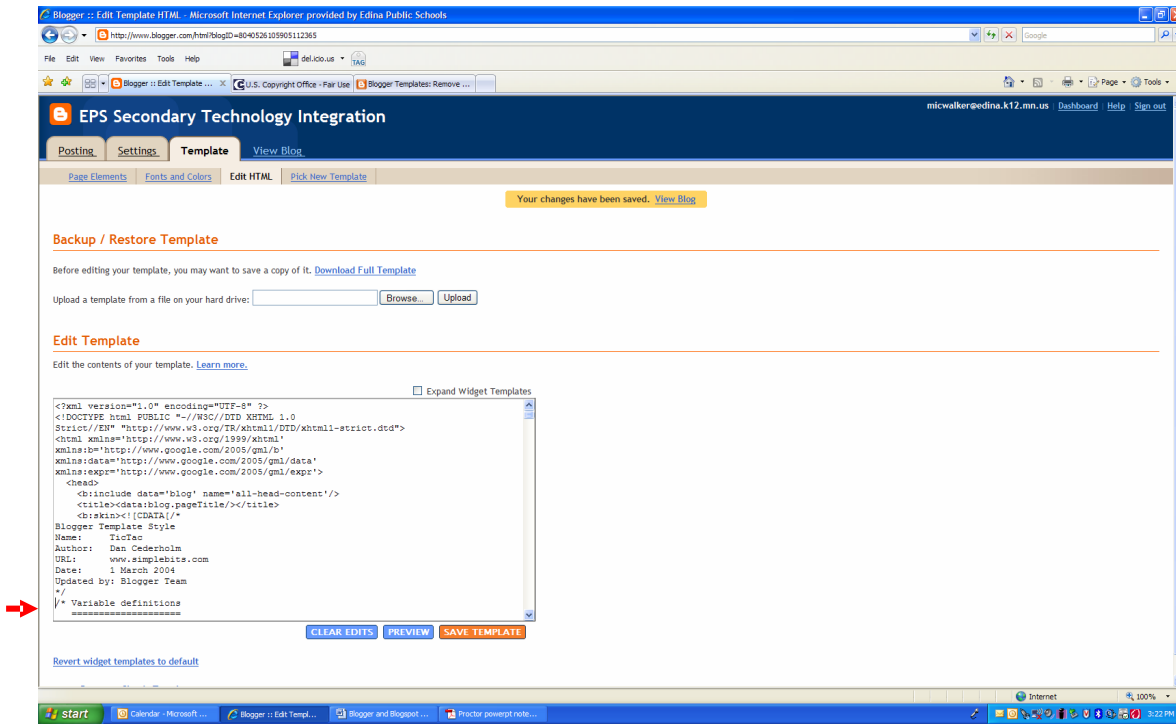 Blogger :: Edit Template HTML - Microsoft Internet Explorer provided by Edina Public Schools
http://www.blogger.com/html?blogID=8040526105905112365
Google
File Edit View Favorites Tools Help
del.icio.us
TAG
Blogger :: Edit Template ...
U.S. Copyright Office - Fair Use
Blogger Templates: Remove ...
Page
Tools
EPS Secondary Technology Integration
micwalker@edina.k12.mn.us | Dashboard | Help | Sign out
Posting
Settings
Template
View Blog
Page Elements
Fonts and Colors
Edit HTML
Pick New Template
Your changes have been saved. View Blog
Backup / Restore Template
Before editing your template, you may want to save a copy of it. Download Full Template
Upload a template from a file on your hard drive:
Browse...
Upload
Edit Template
Edit the contents of your template. Learn more.
Expand Widget Templates
<?xml version="1.0" encoding="UTF-8" ?>
<!DOCTYPE html PUBLIC "-//W3C//DTD XHTML 1.0
Strict//EN" "http://www.w3.org/TR/xhtml1/DTD/xhtml1-strict.dtd">
<html xmlns='http://www.w3.org/1999/xhtml'
xmlns:b='http://www.google.com/2005/gml/b'
xmlns:data='http://www.google.com/2005/gml/data'
xmlns:expr='http://www.google.com/2005/gml/expr'>
<head>
<b:include data='blog' name='all-head-content'/>
<title><data:blog.pageTitle/></title>
<b:skin><![CDATA[/*
Blogger Template Style
Name: TicTac
Author: Dan Cederholm
URL: www.simplebits.com
Date: 1 March 2004
Updated by: Blogger Team
*/
/* Variable definitions
====================
CLEAR EDITS
PREVIEW
SAVE TEMPLATE
Revert widget templates to default
Internet
100%
start
Calendar - Microsoft ...
Blogger :: Edit Templ...
Blogger and Blogspot ...
Proctor powerpt note...
3:22 PM